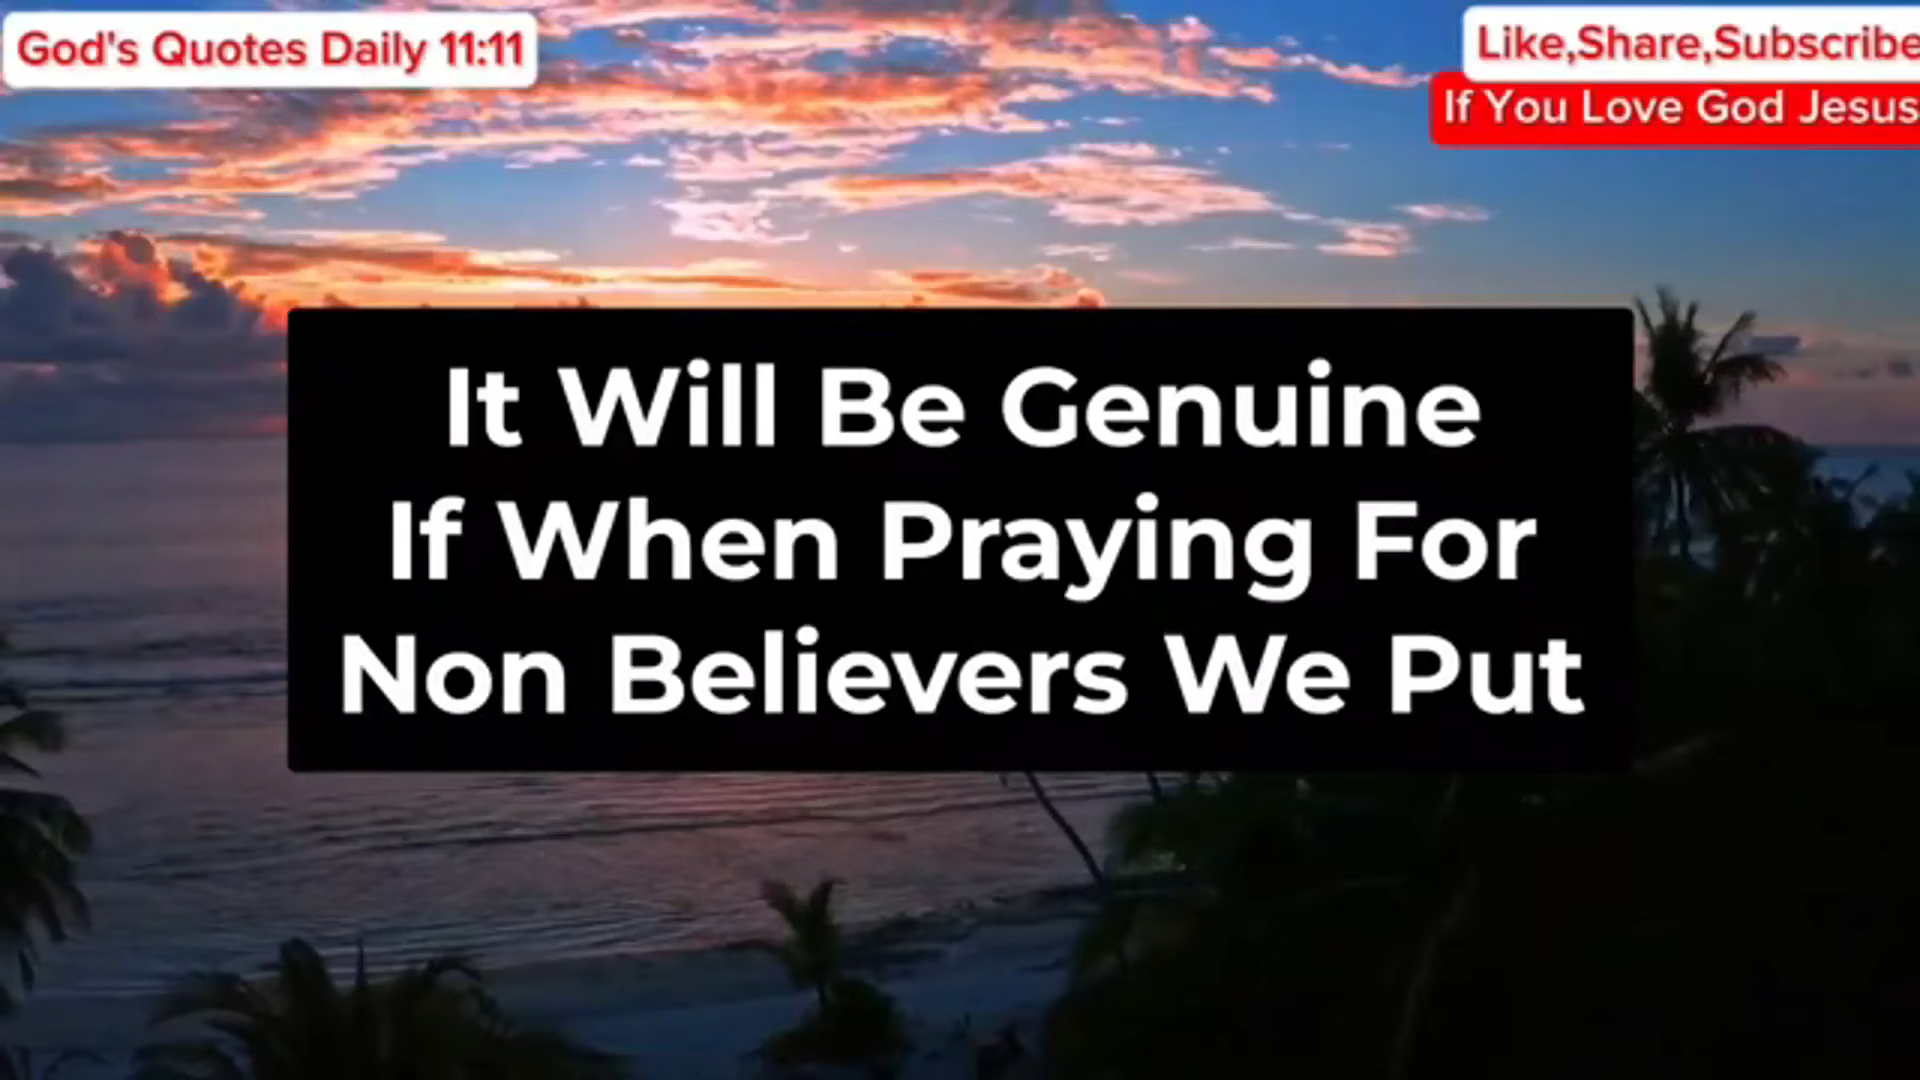 God's Quotes Daily 11:11
Like,Share,Subscribe
If You Love God Jesus
It Will Be Genuine
If When Praying For
Non Believers We Put